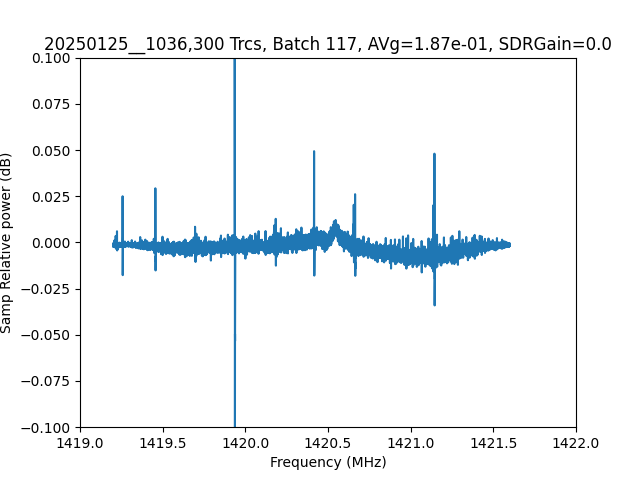 20250125__1036,300 Trcs, Batch 117, AVg=1.87e-01, SDRGain=0.0
0.100
0.075
0.050
0.025
0.000
−0.025
−0.050
−0.075
−0.100
Samp Relative power (dB)
1419.0 1419.5 1420.0 1420.5 1421.0 1421.5 1422.0
Frequency (MHz)